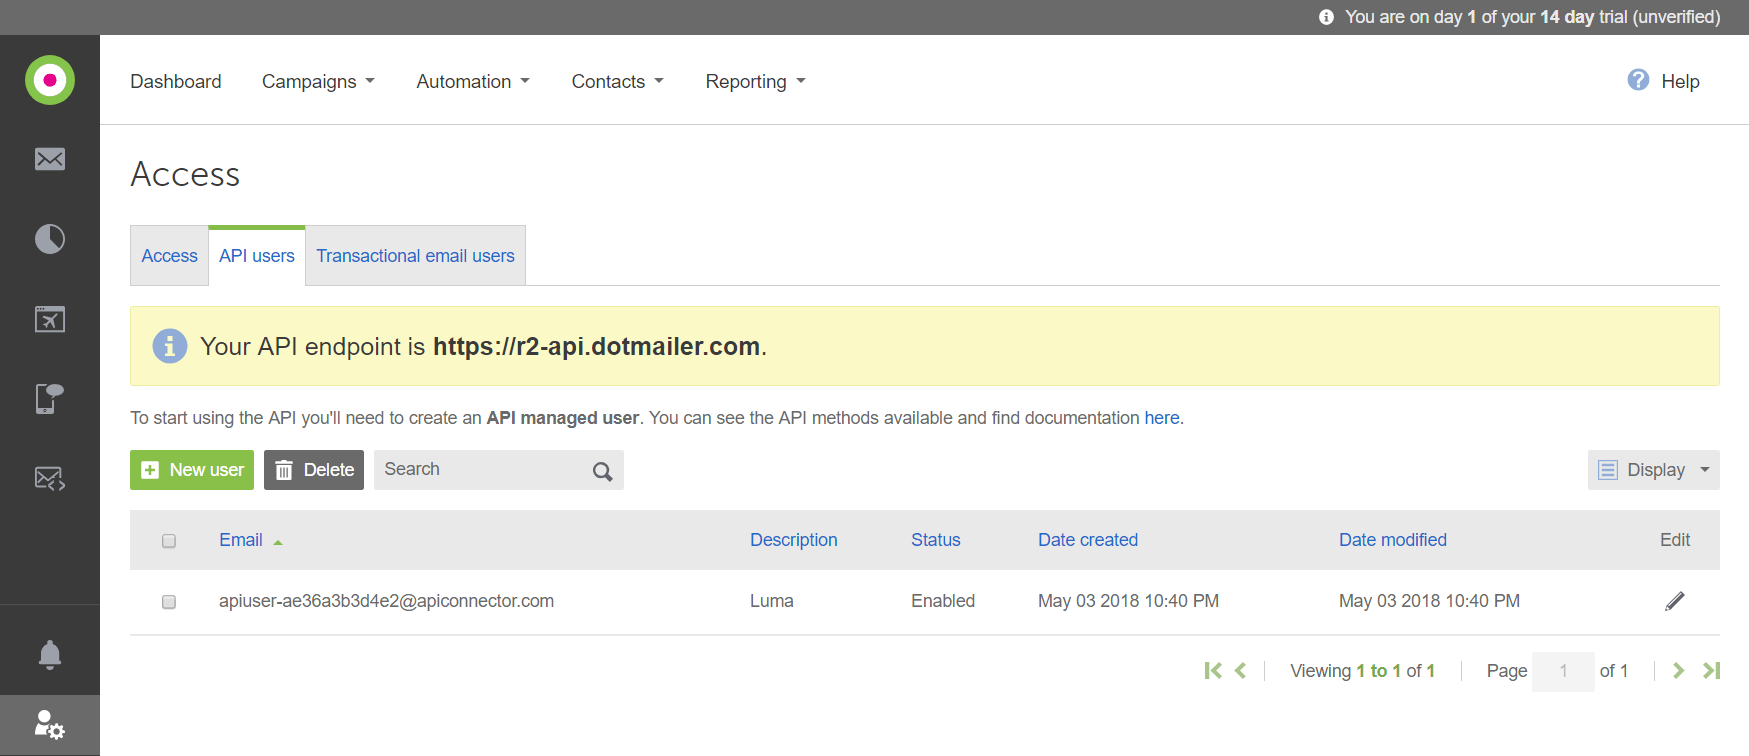 You are on day 1 of your 14 day trial (unverified)
Dashboard Campaigns Automation Contacts Reporting Help
Access
Access API users Transactional email users
Your API endpoint is https://r2-api.dotmailer.com.
To start using the API you'll need to create an API managed user. You can see the API methods available and find documentation here.
New user Delete Search Display
Email Description Status Date created Date modified Edit
apiuser-ae36a3b3d4e2@apiconnector.com Luma Enabled May 03 2018 10:40 PM May 03 2018 10:40 PM
Viewing 1 to 1 of 1 Page 1 of 1